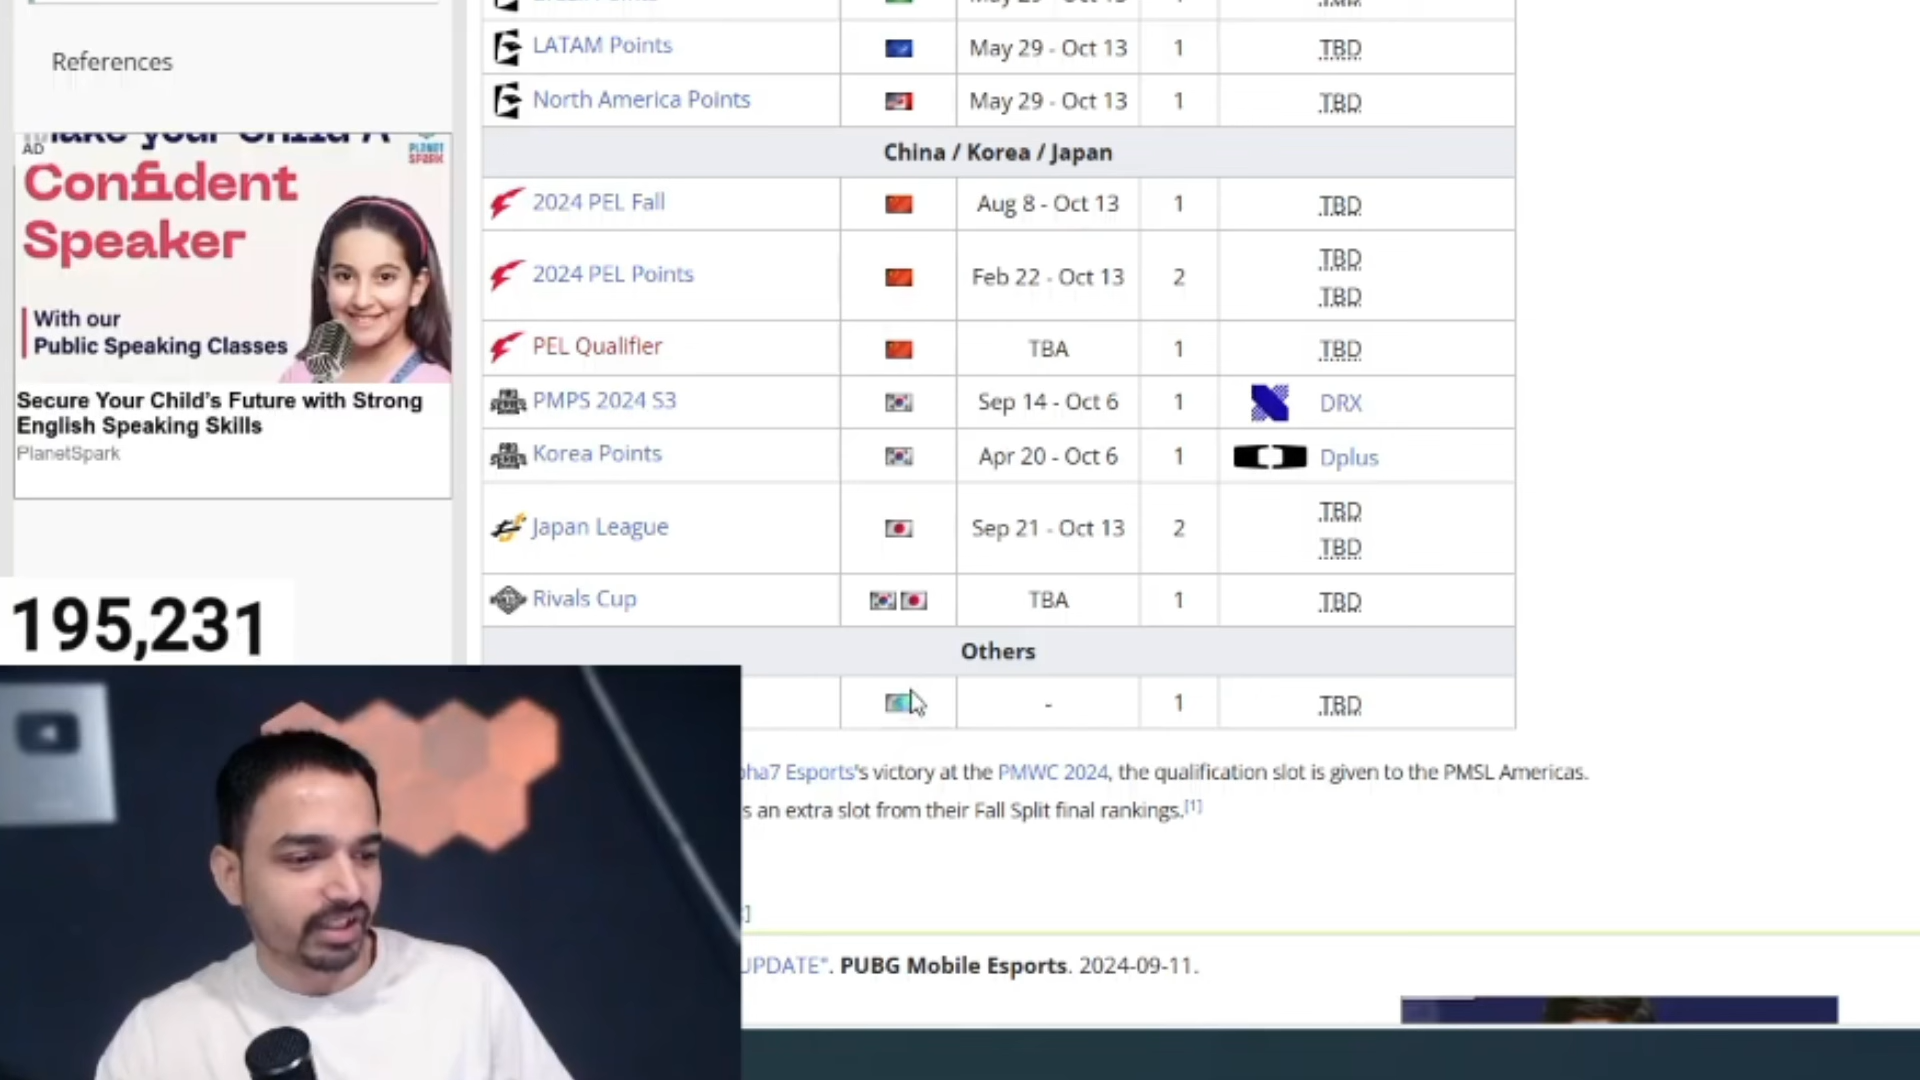 References
LATAM Points May 29 - Oct 13 1 TBD
North America Points May 29 - Oct 13 1 TBD
China / Korea / Japan
2024 PEL Fall Aug 8 - Oct 13 1 TBD
2024 PEL Points Feb 22 - Oct 13 2 TBD
TBD
PEL Qualifier TBA 1 TBD
PMPS 2024 S3 Sep 14 - Oct 6 1 DRX
Korea Points Apr 20 - Oct 6 1 Dplus
Japan League Sep 21 - Oct 13 2 TBD
TBD
Rivals Cup TBA 1 TBD
Others
- 1 TBD
AD
PLANET
SPARK
Confident
Speaker
With our
Public Speaking Classes
Secure Your Child's Future with Strong
English Speaking Skills
PlanetSpark
195,231
Esports's victory at the PMWC 2024, the qualification slot is given to the PMSL Americas.
s an extra slot from their Fall Split final rankings.[1]
UPDATE". PUBG Mobile Esports. 2024-09-11.